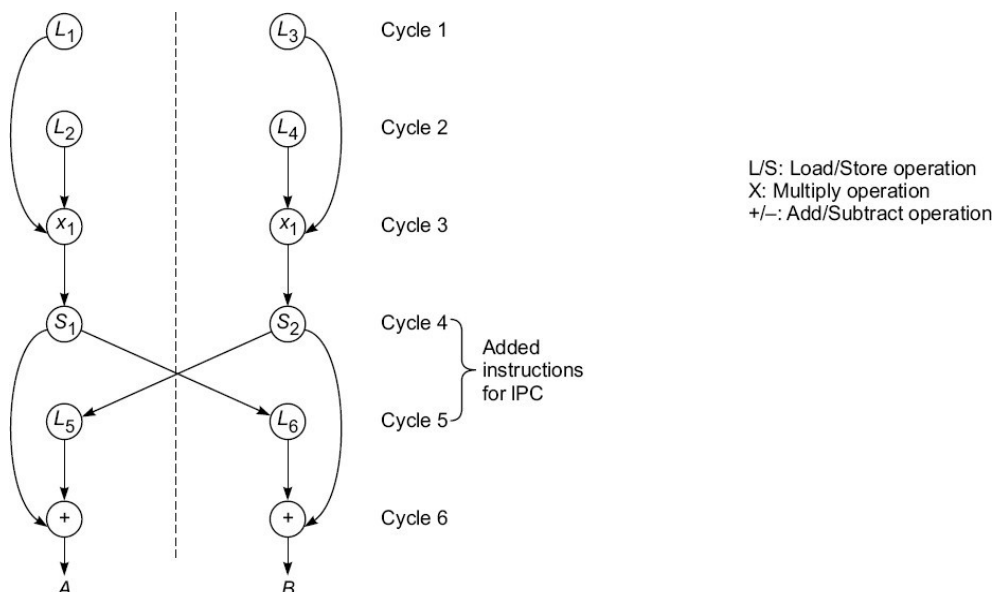 L1 L3 Cycle 1
L2 L4 Cycle 2
L/S: Load/Store operation
X: Multiply operation
+/–: Add/Subtract operation
x1 x1 Cycle 3
S1 S2 Cycle 4
Added
instructions
for IPC
L5 L6 Cycle 5
+ + Cycle 6
A B